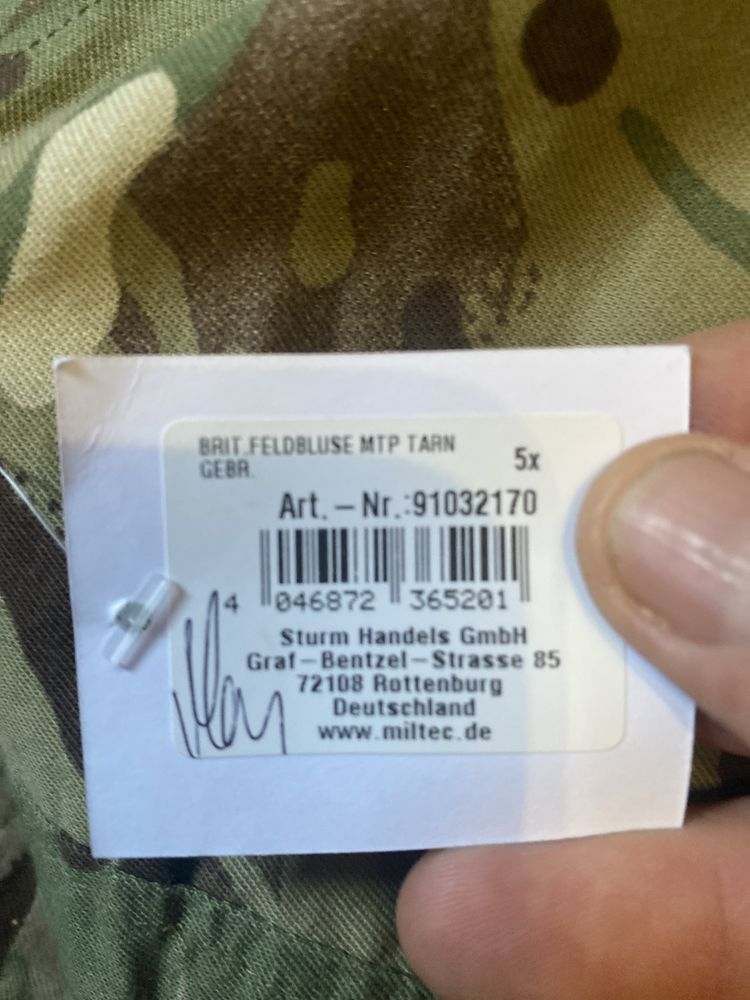 BRIT.FELDBLUSE MTP TARN
GEBR.
5x
Art.-Nr.:91032170
4 046872 365201
Sturm Handels GmbH
Graf-Bentzel-Strasse 85
72108 Rottenburg
Deutschland
www.miltec.de